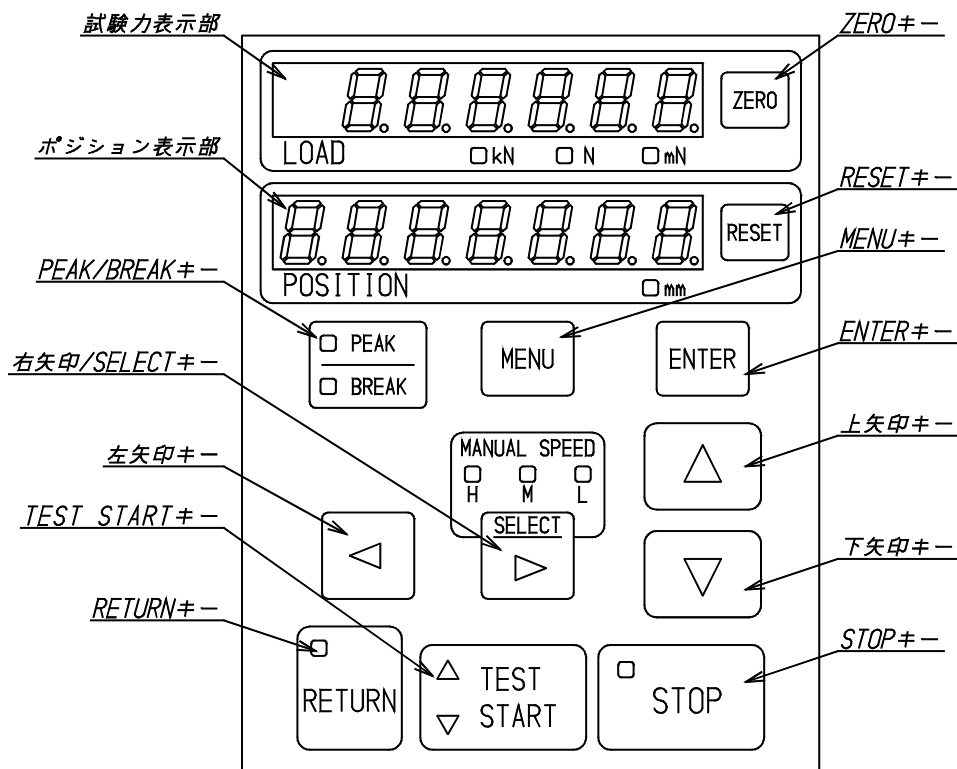 試験力表示部
ZEROキー
ZERO
LOAD
kN
N
mN
ポジション表示部
RESETキー
RESET
MENUキー
POSITION
mm
PEAK/BREAKキー
PEAK
BREAK
MENU
ENTER
ENTERキー
右矢印/SELECTキー
上矢印キー
MANUAL SPEED
H M L
SELECT
左矢印キー
TEST STARTキー
下矢印キー
RETURNキー
STOPキー
RETURN
TEST
START
STOP